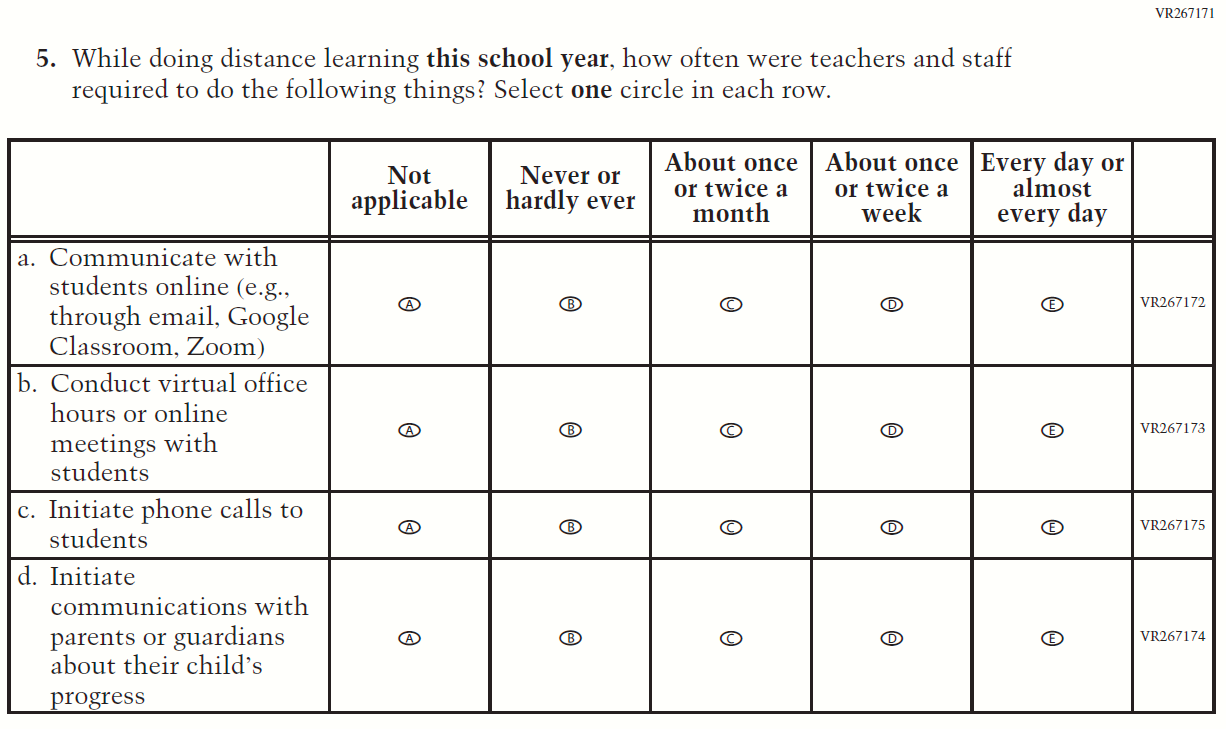 VR267171
5. While doing distance learning this school year, how often were teachers and staff
required to do the following things? Select one circle in each row.
Not
applicable
Never or
hardly ever
About once
or twice a
month
About once
or twice a
week
Every day or
almost
every day
a. Communicate with
students online (e.g.,
through email, Google
Classroom, Zoom)
A B C D E VR267172
b. Conduct virtual office
hours or online
meetings with
students
A B C D E VR267173
c. Initiate phone calls to
students
A B C D E VR267175
d. Initiate
communications with
parents or guardians
about their child's
progress
A B C D E VR267174